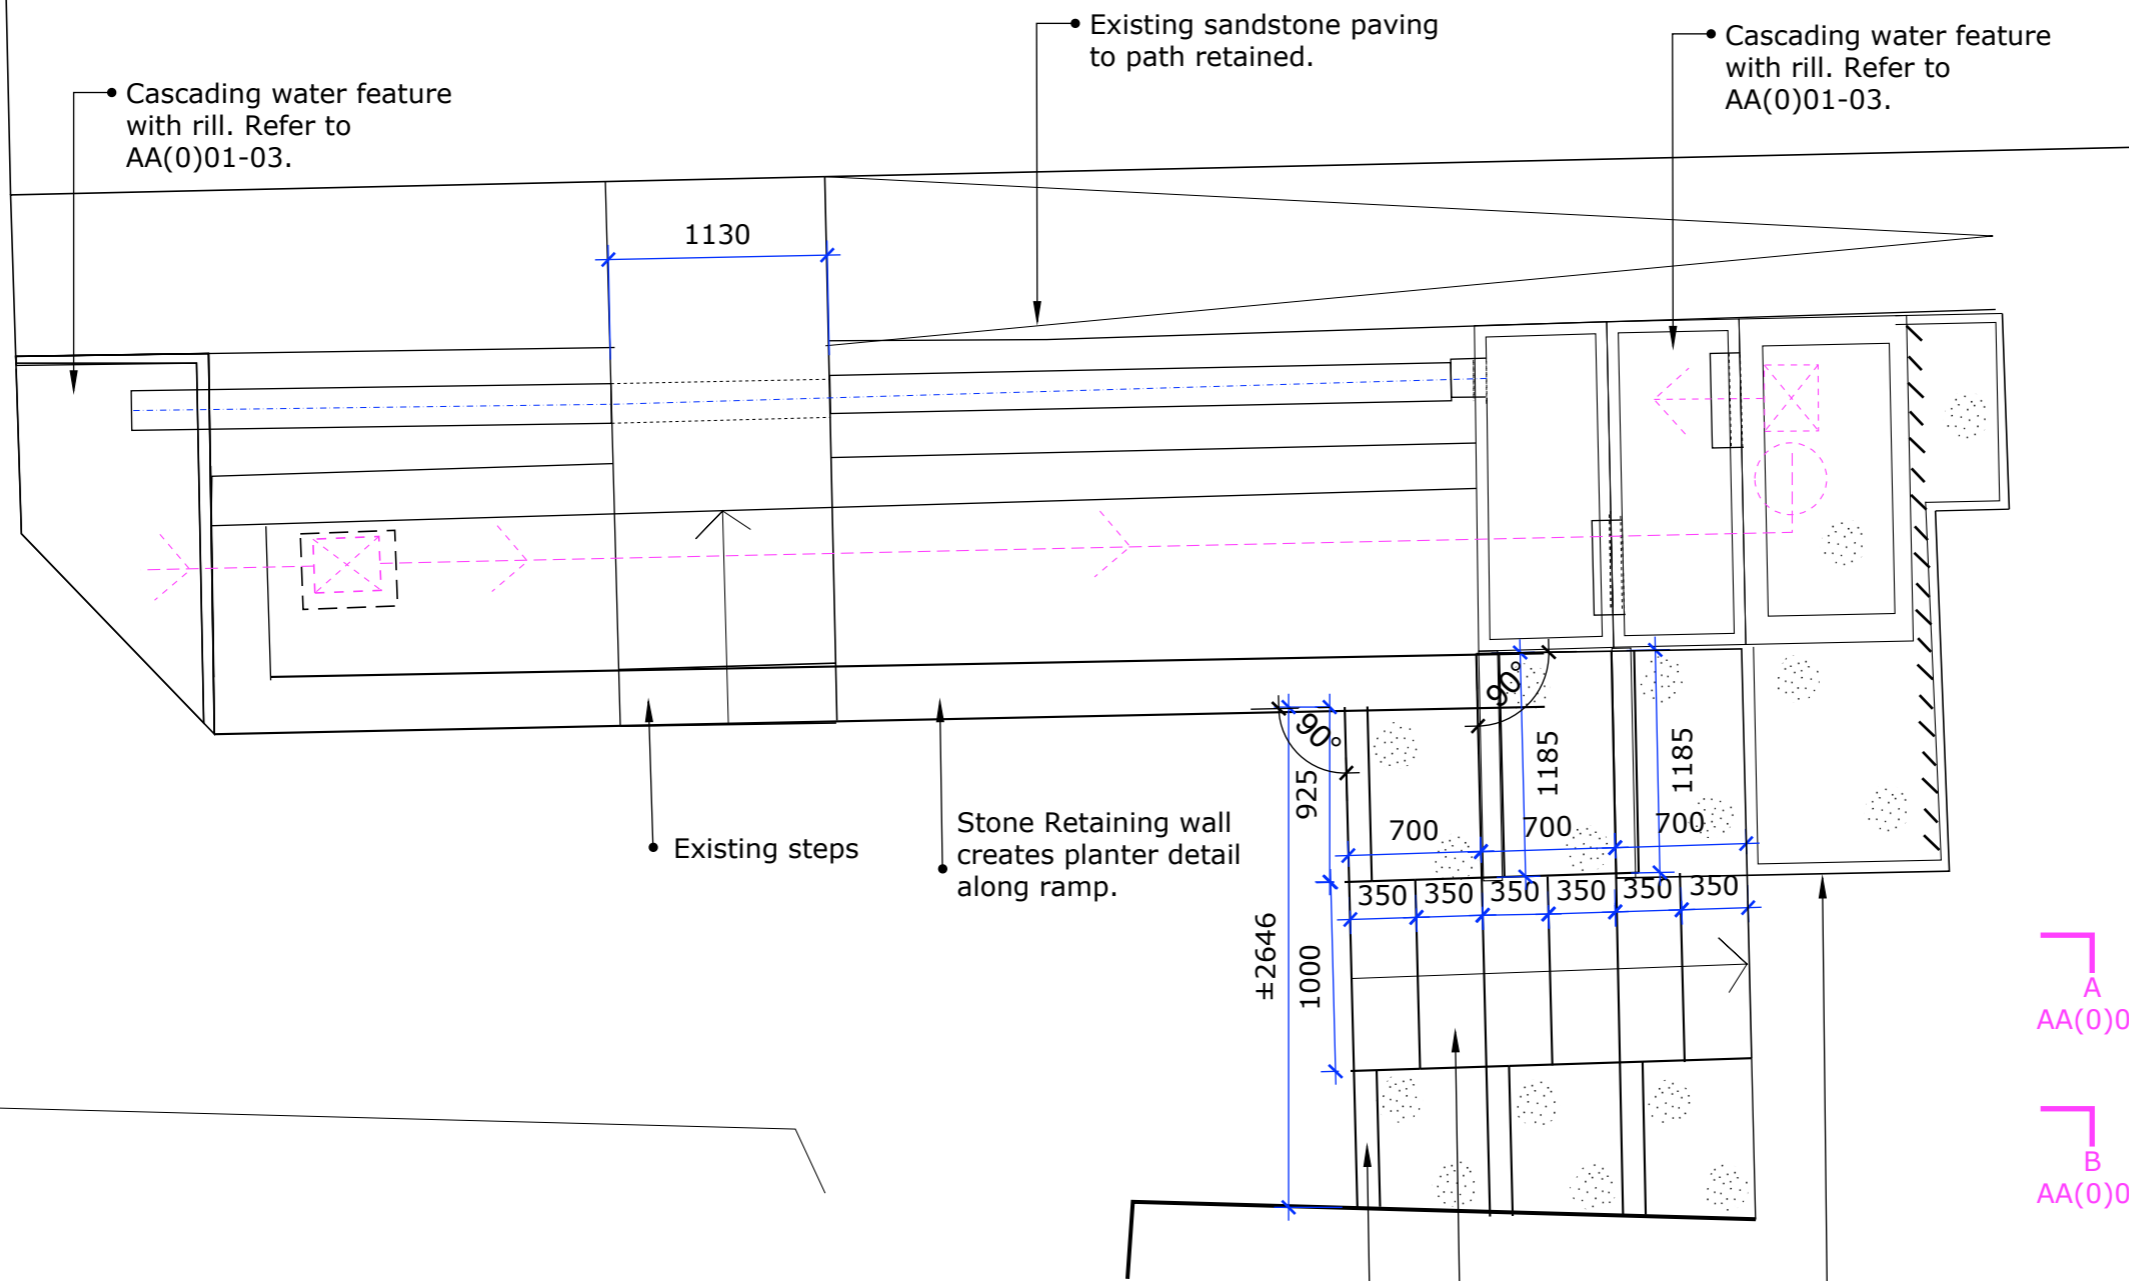 Existing sandstone paving
to path retained.
Cascading water feature
with rill. Refer to
AA(0)01-03.
Cascading water feature
with rill. Refer to
AA(0)01-03.
1130
90°
90°
925
1185
1185
700
700
700
350
350
350
350
350
350
±2646
1000
Existing steps
Stone Retaining wall
creates planter detail
along ramp.
A
AA(0)0
B
AA(0)0